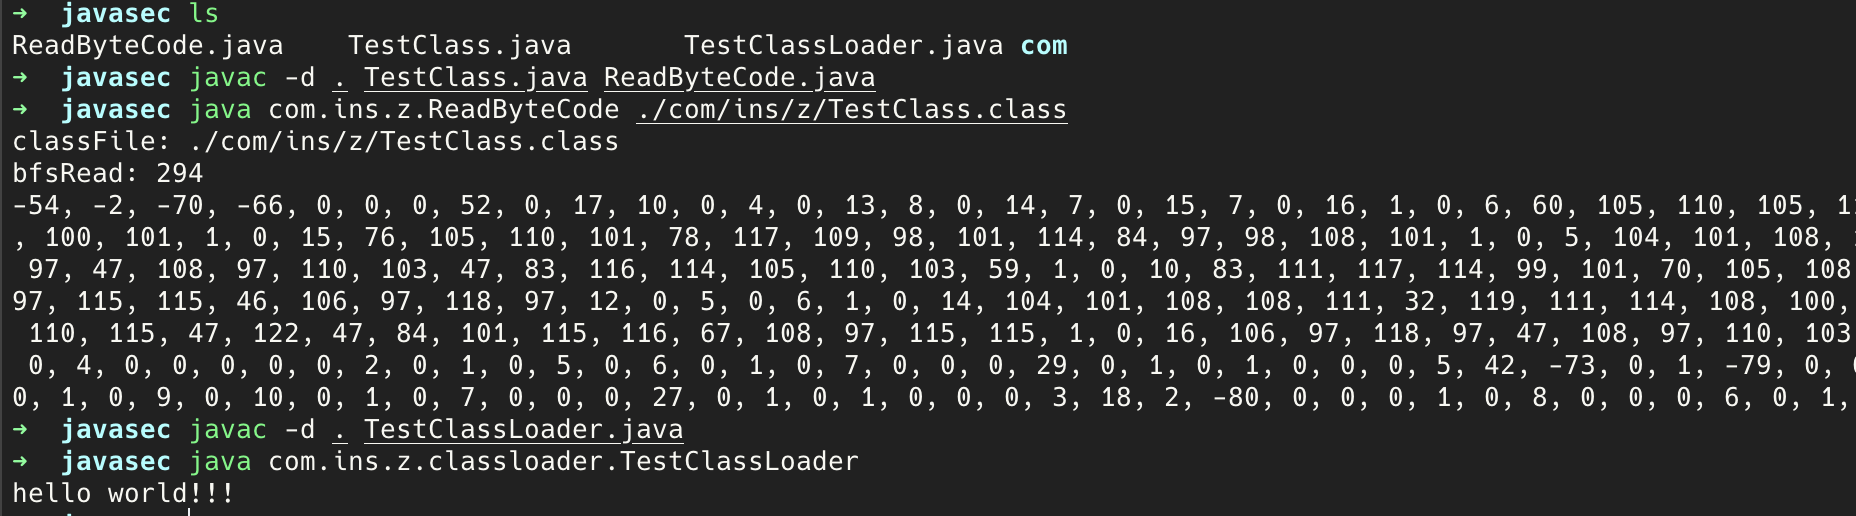 ➜  javasec ls
ReadByteCode.java    TestClass.java       TestClassLoader.java com
➜  javasec javac -d . TestClass.java ReadByteCode.java
➜  javasec java com.ins.z.ReadByteCode ./com/ins/z/TestClass.class
classFile: ./com/ins/z/TestClass.class
bfsRead: 294
-54, -2, -70, -66, 0, 0, 0, 52, 0, 17, 10, 0, 4, 0, 13, 8, 0, 14, 7, 0, 15, 7, 0, 16, 1, 0, 6, 60, 105, 110, 105,
, 100, 101, 1, 0, 15, 76, 105, 110, 101, 78, 117, 109, 98, 101, 114, 84, 97, 98, 108, 101, 1, 0, 5, 104, 101, 108,
97, 47, 108, 97, 110, 103, 47, 83, 116, 114, 105, 110, 103, 59, 1, 0, 10, 83, 111, 117, 114, 99, 101, 70, 105, 108
97, 115, 115, 46, 106, 97, 118, 97, 12, 0, 5, 0, 6, 1, 0, 14, 104, 101, 108, 108, 111, 32, 119, 111, 114, 108, 100,
110, 115, 47, 122, 47, 84, 101, 115, 116, 67, 108, 97, 115, 115, 1, 0, 16, 106, 97, 118, 97, 47, 108, 97, 110, 103
0, 4, 0, 0, 0, 0, 0, 2, 0, 1, 0, 5, 0, 6, 0, 1, 0, 7, 0, 0, 0, 29, 0, 1, 0, 1, 0, 0, 0, 5, 42, -73, 0, 1, -79, 0,
0, 1, 0, 9, 0, 10, 0, 1, 0, 7, 0, 0, 0, 27, 0, 1, 0, 1, 0, 0, 0, 3, 18, 2, -80, 0, 0, 0, 1, 0, 8, 0, 0, 0, 6, 0, 1,
➜  javasec javac -d . TestClassLoader.java
➜  javasec java com.ins.z.classloader.TestClassLoader
hello world!!!